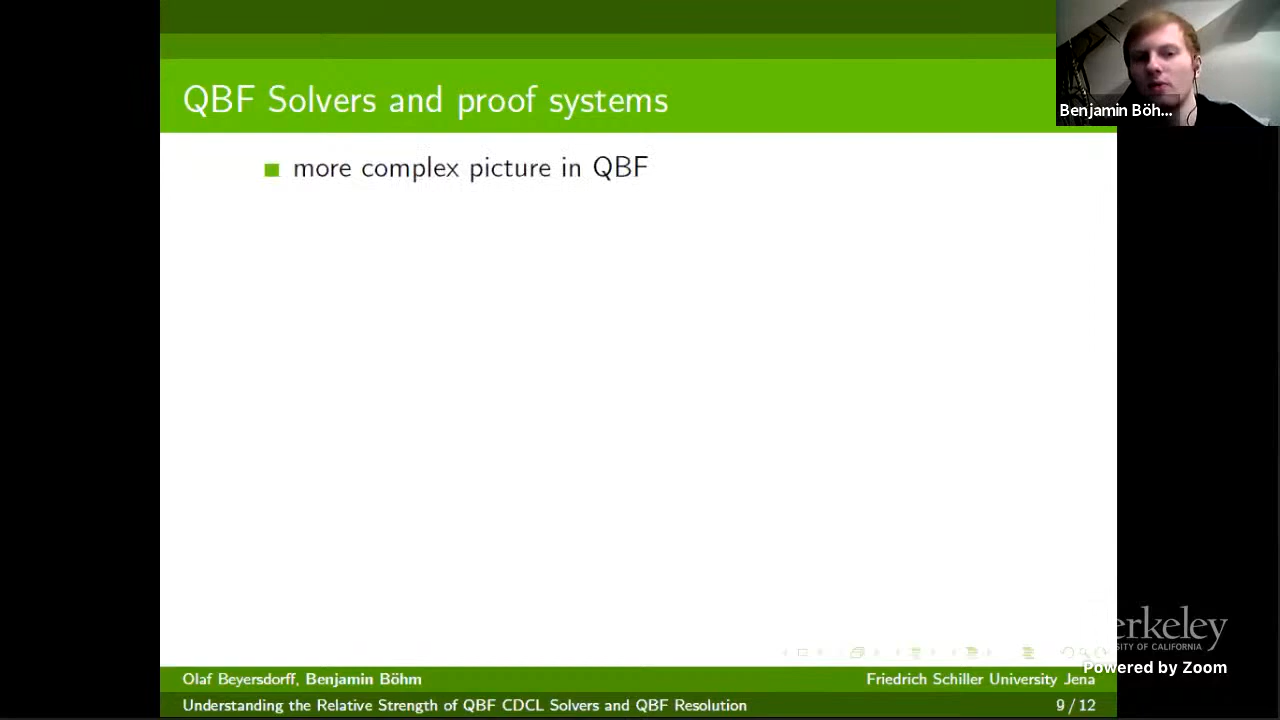 QBF Solvers and proof systems
Benjamin Böh...
more complex picture in QBF
erkeley
SITY OF CALIFORNIA
Powered by Zoom
Olaf Beyersdorff, Benjamin Böhm
Friedrich Schiller University Jena
Understanding the Relative Strength of QBF CDCL Solvers and QBF Resolution
9 / 12